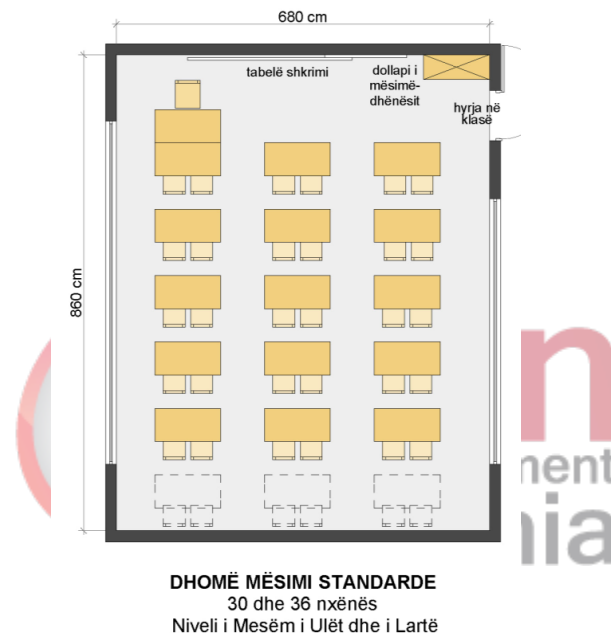 680 cm
tabelë shkrimi
dollapi i
mësimë-
dhënësit
hyrja në
klasë
860 cm
DHOMË MËSIMI STANDARDE
30 dhe 36 nxënës
Niveli i Mesëm i Ulët dhe i Lartë